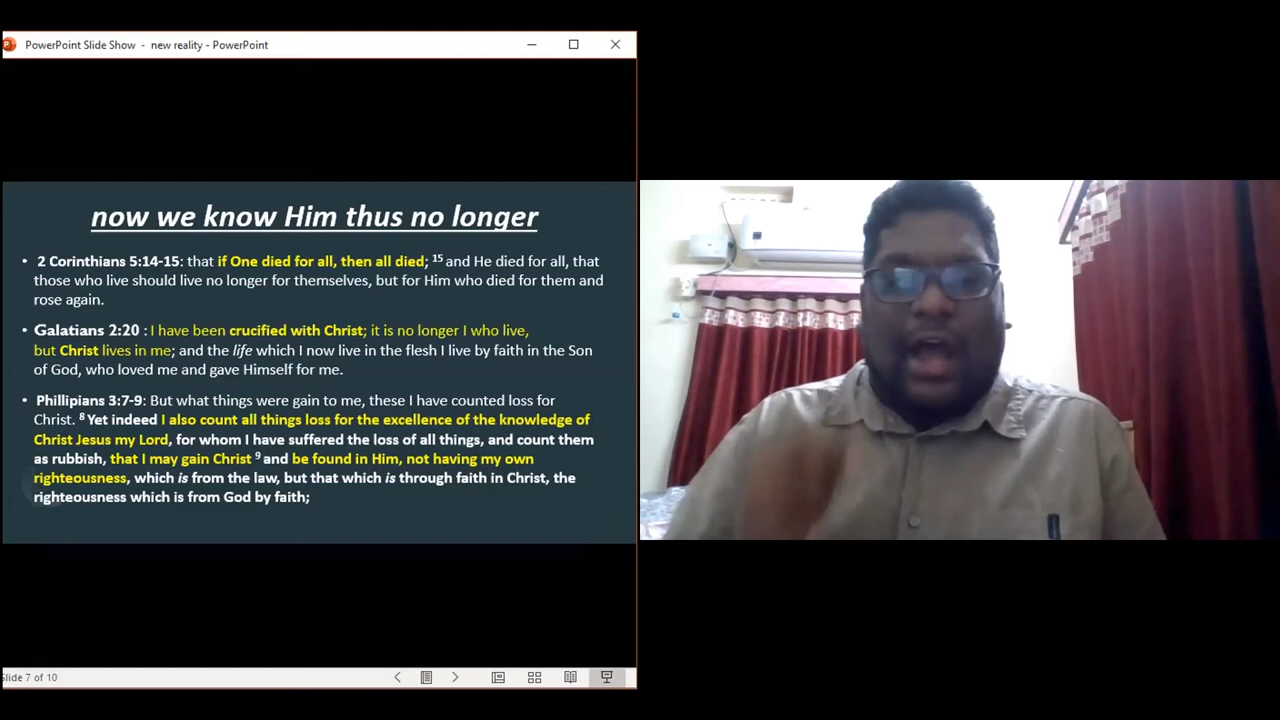 PowerPoint Slide Show - new reality - PowerPoint
now we know Him thus no longer
• 2 Corinthians 5:14-15: that if One died for all, then all died; 15 and He died for all, that
those who live should live no longer for themselves, but for Him who died for them and
rose again.
• Galatians 2:20 : I have been crucified with Christ; it is no longer I who live,
but Christ lives in me; and the life which I now live in the flesh I live by faith in the Son
of God, who loved me and gave Himself for me.
• Phillipians 3:7-9: But what things were gain to me, these I have counted loss for
Christ. 8 Yet indeed I also count all things loss for the excellence of the knowledge of
Christ Jesus my Lord, for whom I have suffered the loss of all things, and count them
as rubbish, that I may gain Christ 9 and be found in Him, not having my own
righteousness, which is from the law, but that which is through faith in Christ, the
righteousness which is from God by faith;
Slide 7 of 10